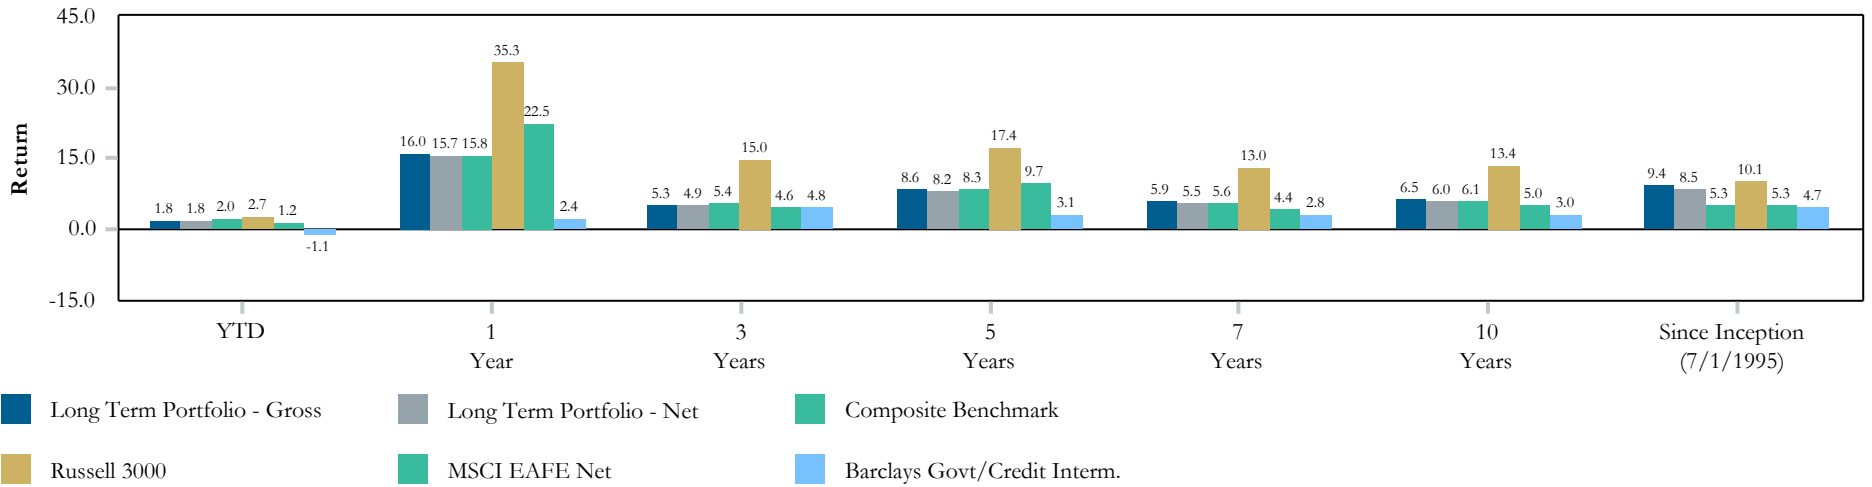 45.0
30.0
15.0
0.0
-15.0
Return
1.8 1.8 2.0 2.7 1.2 -1.1
16.0 15.7 15.8 35.3 22.5 2.4
5.3 4.9 5.4 15.0 4.6 4.8
8.6 8.2 8.3 17.4 9.7 3.1
5.9 5.5 5.6 13.0 4.4 2.8
6.5 6.0 6.1 13.4 5.0 3.0
9.4 8.5 5.3 10.1 5.3 4.7
YTD
1
Year
3
Years
5
Years
7
Years
10
Years
Since Inception
(7/1/1995)
Long Term Portfolio - Gross
Long Term Portfolio - Net
Composite Benchmark
Russell 3000
MSCI EAFE Net
Barclays Govt/Credit Interm.